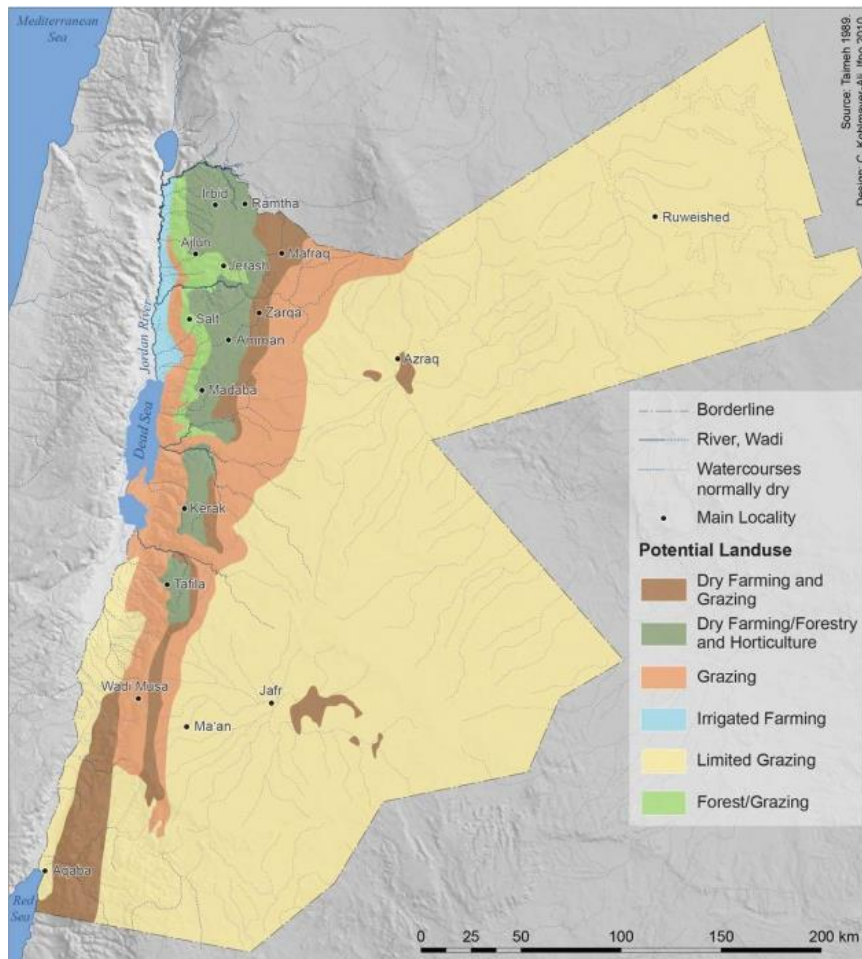 Mediterranean
Sea
Source: Taimeh 1989.
Irbid
Ramtha
Ruweished
Ajlon
Jerash
Mafraq
Salt
Zarqa
Jordan River
Amman
Azraq
Madaba
Dead Sea
Kerak
Tafila
Wadi Musa
Jafr
Ma'an
Aqaba
Red
Sea
Borderline
River, Wadi
Watercourses
normally dry
Main Locality
Potential Landuse
Dry Farming and
Grazing
Dry Farming/Forestry
and Horticulture
Grazing
Irrigated Farming
Limited Grazing
Forest/Grazing
0 25 50 100 150 200 km